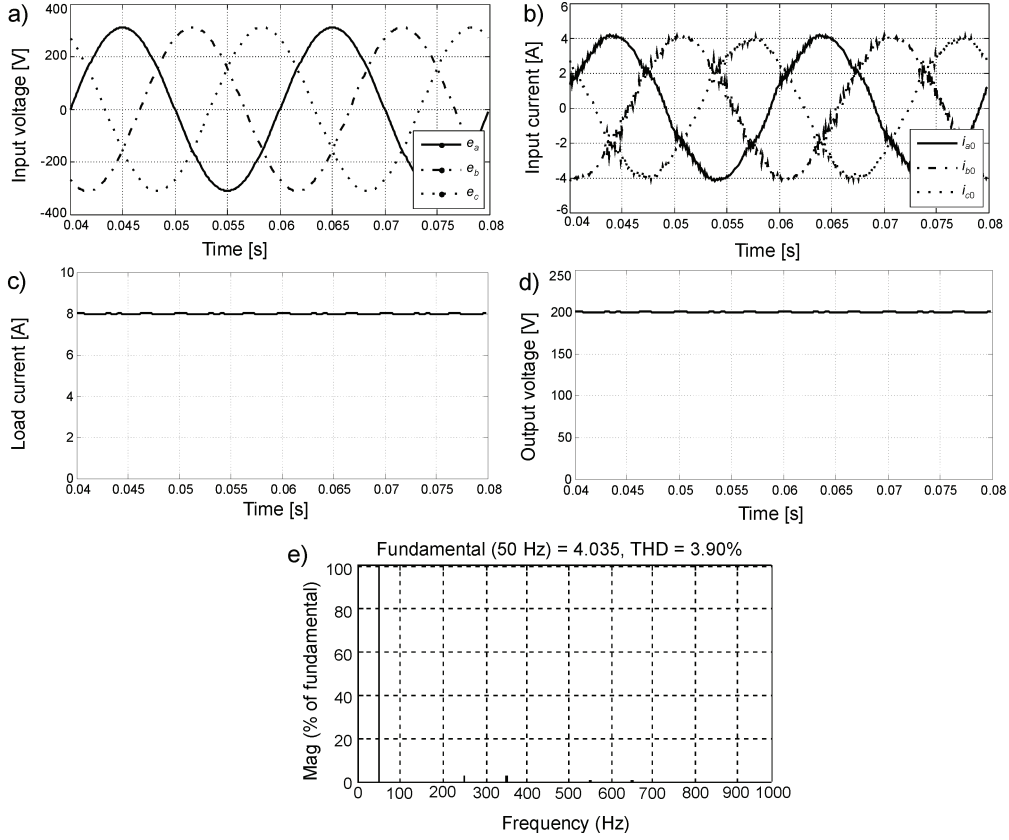 a)
Input voltage [V]
400
200
0
-200
-400
0.04 0.045 0.05 0.055 0.06 0.065 0.07 0.075 0.08
Time [s]
ea
eb
ec
b)
Input current [A]
6
4
2
0
-2
-4
-6
0.04 0.045 0.05 0.055 0.06 0.065 0.07 0.075 0.08
Time [s]
ia0
ib0
ic0
c)
Load current [A]
10
8
6
4
2
0
0.04 0.045 0.05 0.055 0.06 0.065 0.07 0.075 0.08
Time [s]
d)
Output voltage [V]
250
200
150
100
50
0
0.04 0.045 0.05 0.055 0.06 0.065 0.07 0.075 0.08
Time [s]
e)
Fundamental (50 Hz) = 4.035, THD = 3.90%
Mag (% of fundamental)
100
80
60
40
20
0
0 100 200 300 400 500 600 700 800 900 1000
Frequency (Hz)